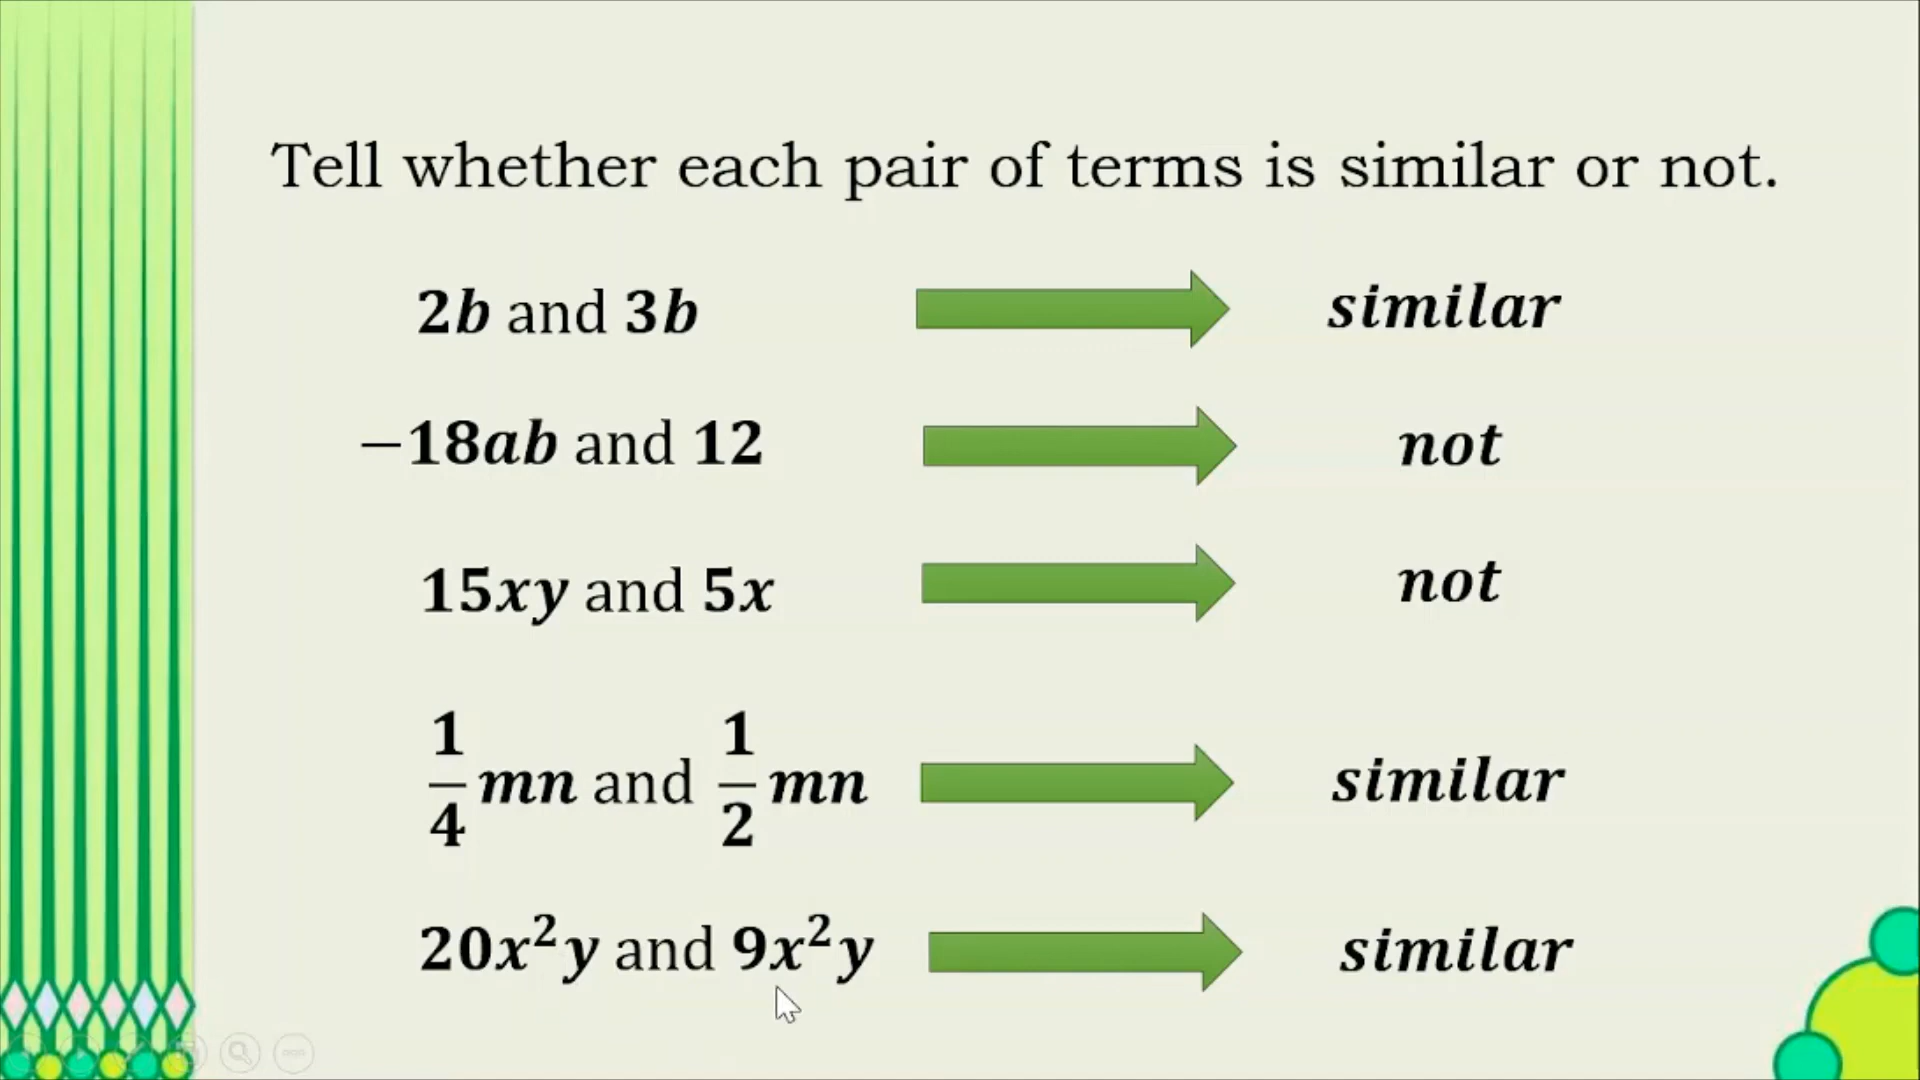 Tell whether each pair of terms is similar or not.
2b and 3b similar
−18ab and 12 not
15xy and 5x not
1/4 mn and 1/2 mn similar
20x²y and 9x²y similar